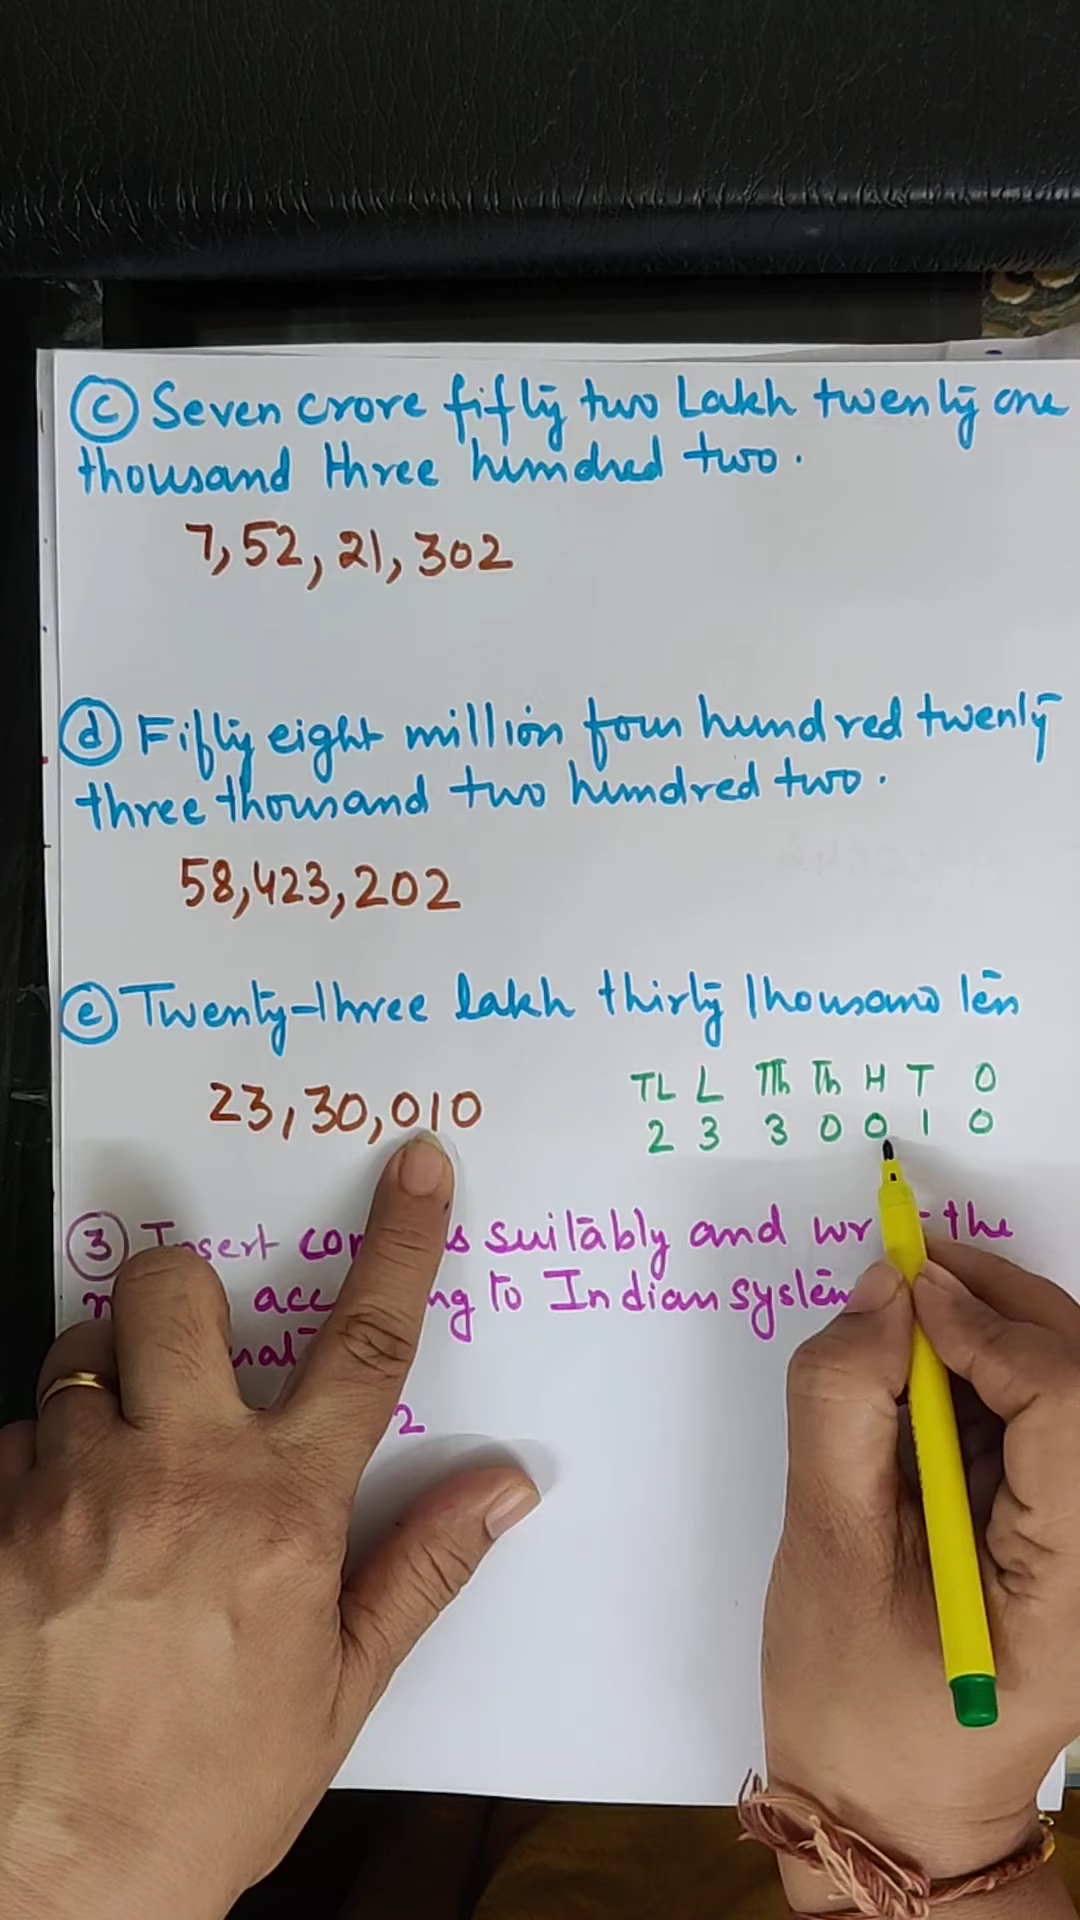 c Seven crore fifty two Lakh twenty one
thousand three hundred two.
7,52,21,302
d Fifty eight million four hundred twenty
three thousand two hundred two.
58,423,202
e Twenty-three lakh thirty thousand ten
23,30,010
TL L TTh Th H T O
2 3 3 0 0 1 0
3 suitably and the
to Indian system
2